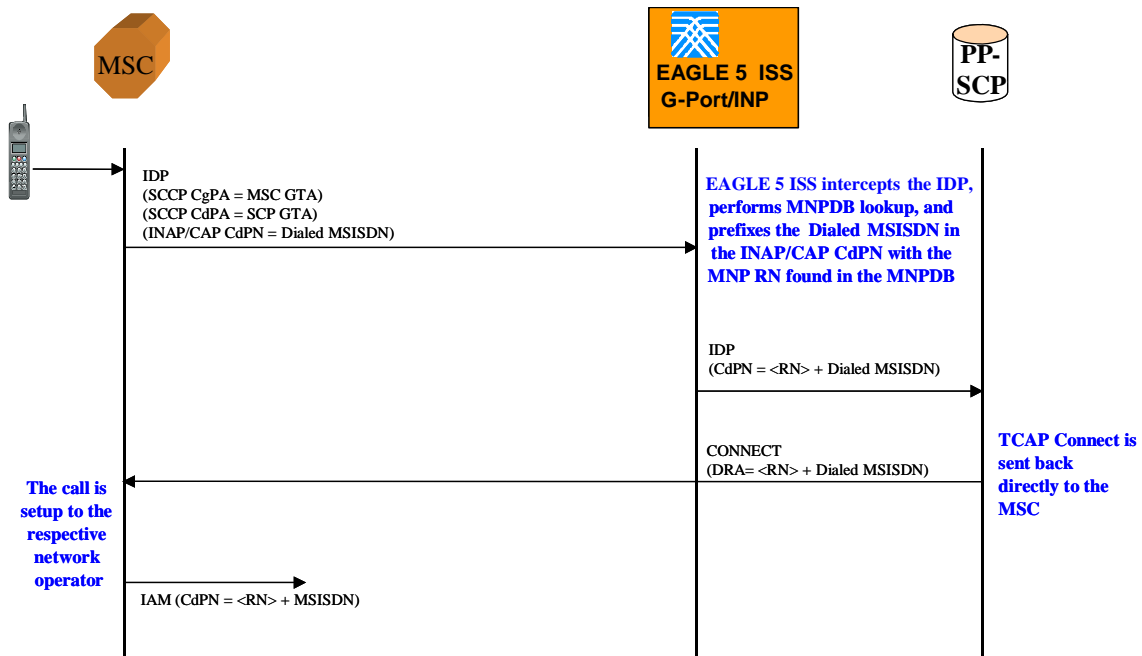 MSC
EAGLE 5 ISS
G-Port/INP
PP-
SCP
IDP
(SCCP CgPA = MSC GTA)
(SCCP CdPA = SCP GTA)
(INAP/CAP CdPN = Dialed MSISDN)
EAGLE 5 ISS intercepts the IDP,
performs MNPDB lookup, and
prefixes the Dialed MSISDN in
the INAP/CAP CdPN with the
MNP RN found in the MNPDB
IDP
(CdPN = <RN> + Dialed MSISDN)
CONNECT
(DRA= <RN> + Dialed MSISDN)
TCAP Connect is
sent back
directly to the
MSC
The call is
setup to the
respective
network
operator
IAM (CdPN = <RN> + MSISDN)